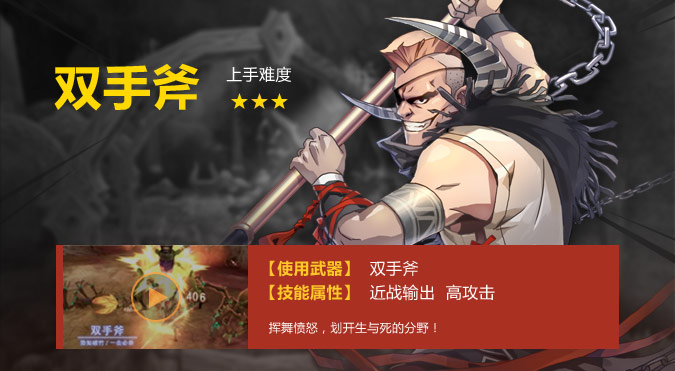 双手斧
上手难度
★★★
【使用武器】 双手斧
【技能属性】 近战输出 高攻击
挥舞愤怒，划开生与死的分野！
406
双手斧